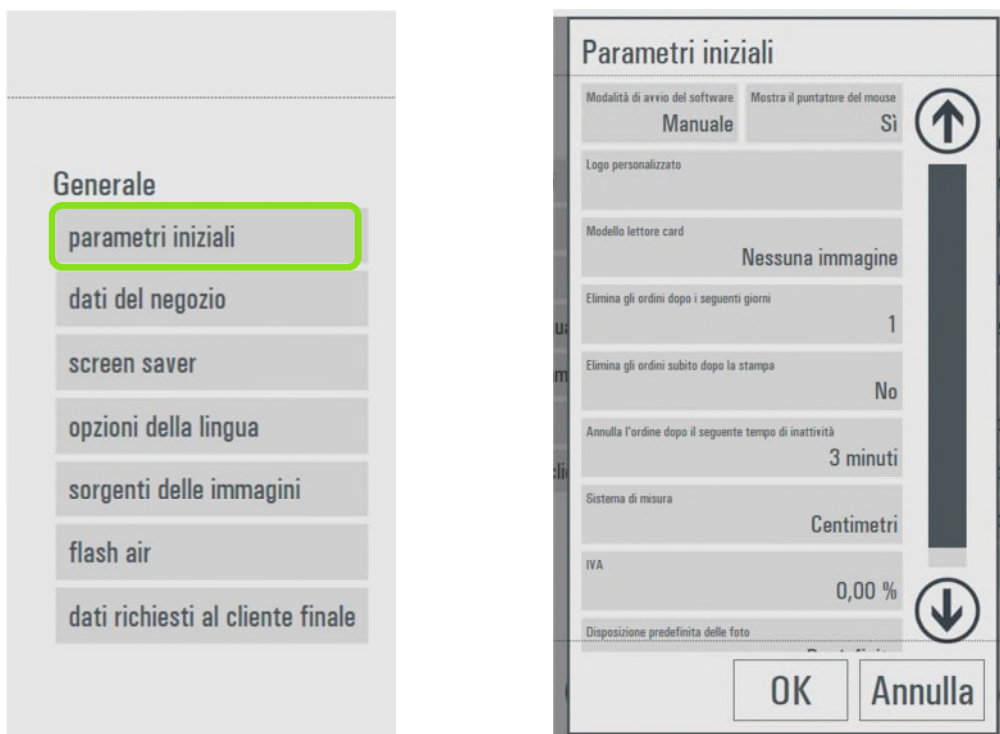 Generale
parametri iniziali
dati del negozio
screen saver
opzioni della lingua
sorgenti delle immagini
flash air
dati richiesti al cliente finale
Parametri iniziali
Modalità di avvio del software
Manuale
Mostra il puntatore del mouse
Sì
Logo personalizzato
Modello lettore card
Nessuna immagine
Elimina gli ordini dopo i seguenti giorni
1
Elimina gli ordini subito dopo la stampa
No
Annulla l'ordine dopo il seguente tempo di inattività
3 minuti
Sistema di misura
Centimetri
IVA
0,00 %
Disposizione predefinita delle foto
OK
Annulla